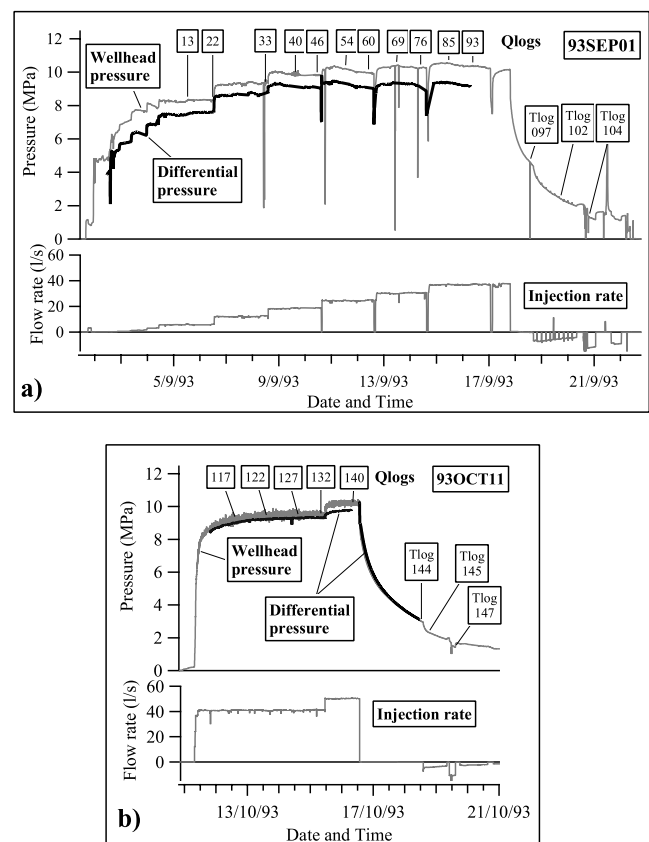 13 22 33 40 46 54 60 69 76 85 93 Qlogs 93SEP01
Wellhead
pressure
Differential
pressure
Tlog
097
Tlog
102
Tlog
104
Pressure (MPa)
12
10
8
6
4
2
0
Flow rate (l/s)
60
40
20
0
Injection rate
5/9/93 9/9/93 13/9/93 17/9/93 21/9/93
Date and Time
a)
117 122 127 132 140 Qlogs 93OCT11
Wellhead
pressure
Differential
pressure
Tlog
144
Tlog
145
Tlog
147
Pressure (MPa)
12
10
8
6
4
2
0
Flow rate (l/s)
60
40
20
0
Injection rate
13/10/93 17/10/93 21/10/93
Date and Time
b)